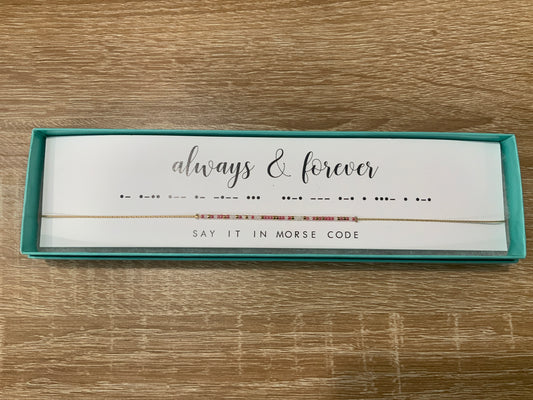 always & forever
•– •–•• •–– •– –•–– •••   ••–• ––– •–• • •••– • •–•
SAY IT IN MORSE CODE